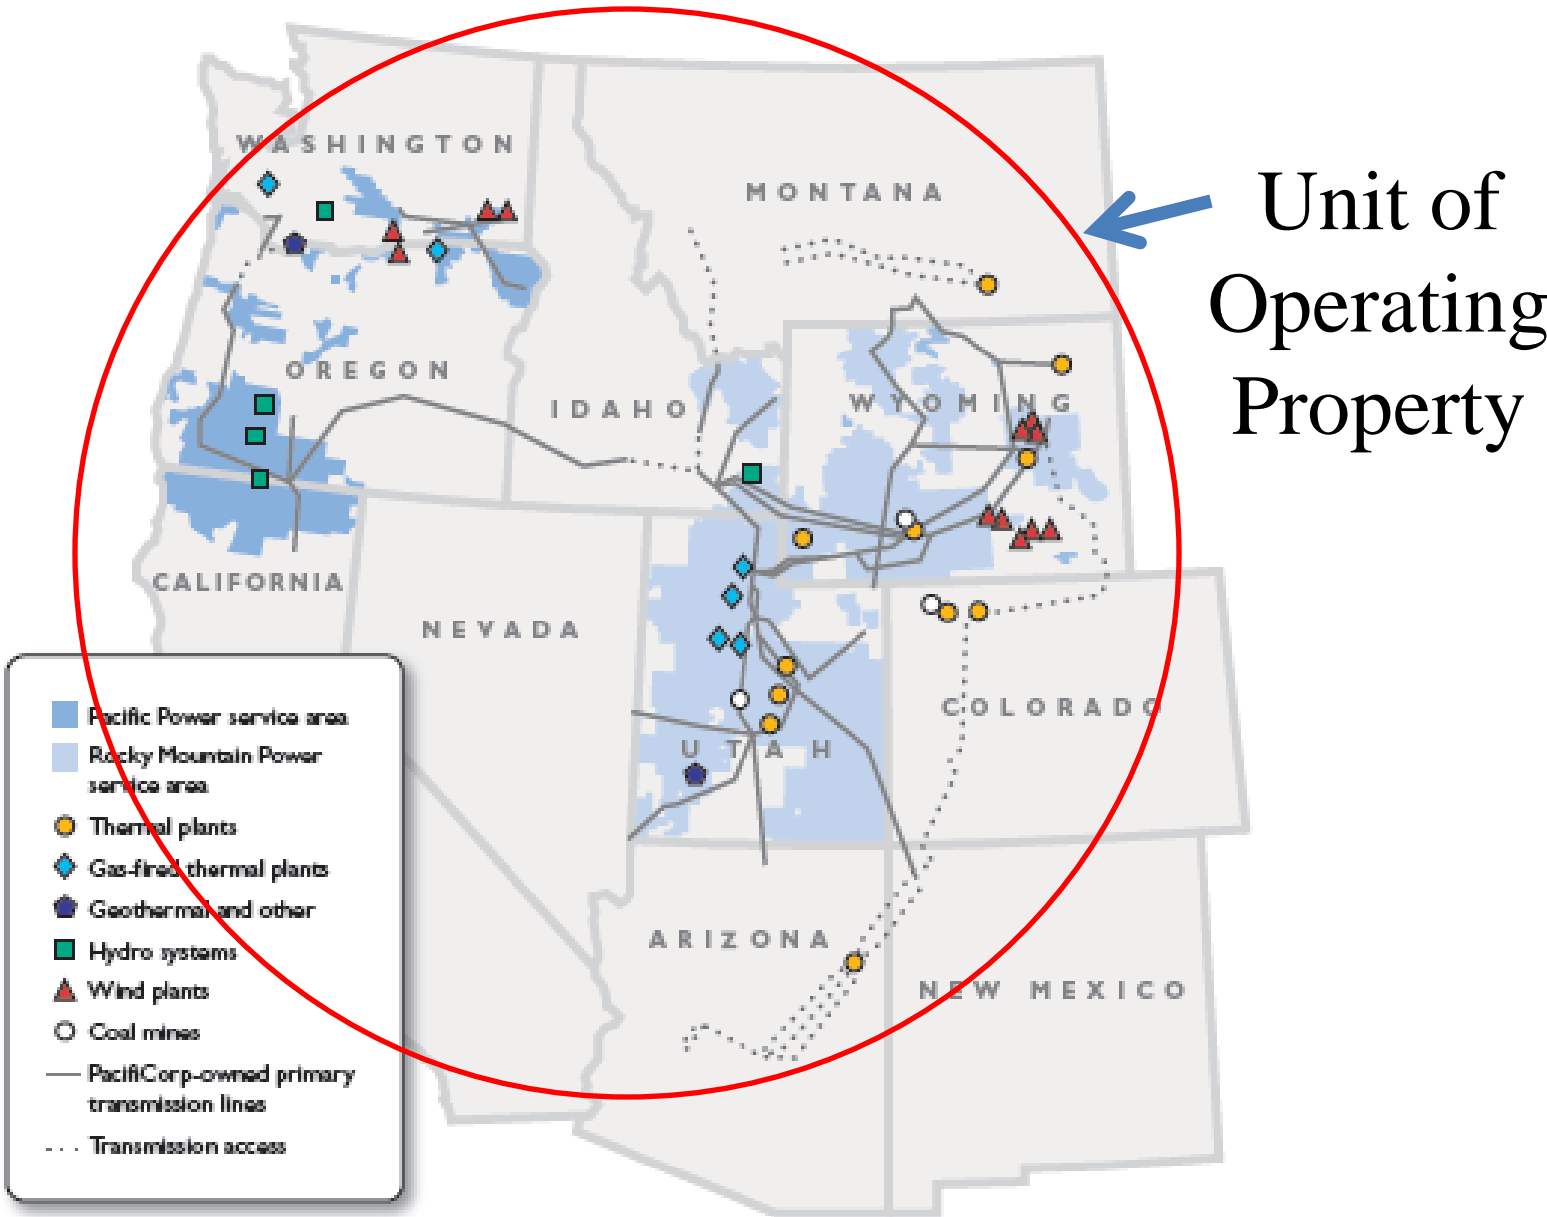 WASHINGTON
MONTANA
Unit of
Operating
Property
OREGON
IDAHO
WYOMING
CALIFORNIA
NEVADA
UTAH
COLORADO
ARIZONA
NEW MEXICO
Pacific Power service area
Rocky Mountain Power
service area
Thermal plants
Gas-fired thermal plants
Geothermal and other
Hydro systems
Wind plants
Coal mines
PacifiCorp-owned primary
transmission lines
Transmission access